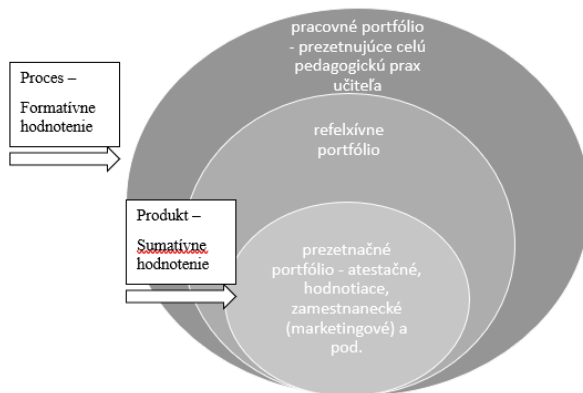 pracovné portfólio
- prezetnujúce celú
pedagogickú prax
učiteľa
Proces –
Formatívne
hodnotenie
refelxívne
portfólio
Produkt –
Sumatívne
hodnotenie
prezetnačné
portfólio - atestačné,
hodnotiace,
zamestnanecké
(marketingové) a
pod.